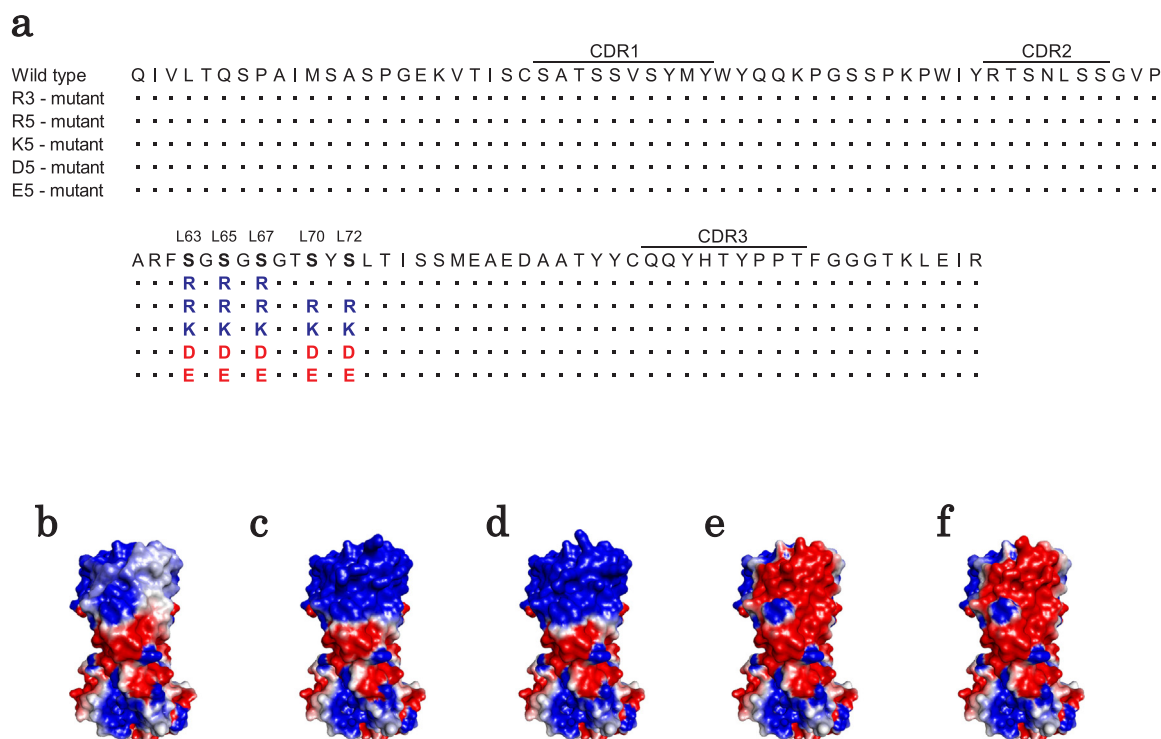 a
CDR1 CDR2
Wild type Q I V L T Q S P A I M S A S P G E K V T I S C S A T S S V S Y M Y W Y Q Q K P G S S P K P W I Y R T S N L S S G V P
R3 - mutant . . . . . . . . . . . . . . . . . . . . . . . . . . . . . . . . . . . . . . . . . . . . . . . . . . . . . . . . .
R5 - mutant . . . . . . . . . . . . . . . . . . . . . . . . . . . . . . . . . . . . . . . . . . . . . . . . . . . . . . . . .
K5 - mutant . . . . . . . . . . . . . . . . . . . . . . . . . . . . . . . . . . . . . . . . . . . . . . . . . . . . . . . . .
D5 - mutant . . . . . . . . . . . . . . . . . . . . . . . . . . . . . . . . . . . . . . . . . . . . . . . . . . . . . . . . .
E5 - mutant . . . . . . . . . . . . . . . . . . . . . . . . . . . . . . . . . . . . . . . . . . . . . . . . . . . . . . . . .
L63 L65 L67 L70 L72 CDR3
A R F S G S G S G T S Y S L T I S S M E A E D A A T Y Y C Q Q Y H T Y P P T F G G G T K L E I R
. . . R . R . R . . . . . . . . . . . . . . . . . . . . . . . . . . . . . . . . . . . . . . . .
. . . R . R . R . . R . R . . . . . . . . . . . . . . . . . . . . . . . . . . . . . . . . . . .
. . . K . K . K . . K . K . . . . . . . . . . . . . . . . . . . . . . . . . . . . . . . . . . .
. . . D . D . D . . D . D . . . . . . . . . . . . . . . . . . . . . . . . . . . . . . . . . . .
. . . E . E . E . . E . E . . . . . . . . . . . . . . . . . . . . . . . . . . . . . . . . . . .
b c d e f